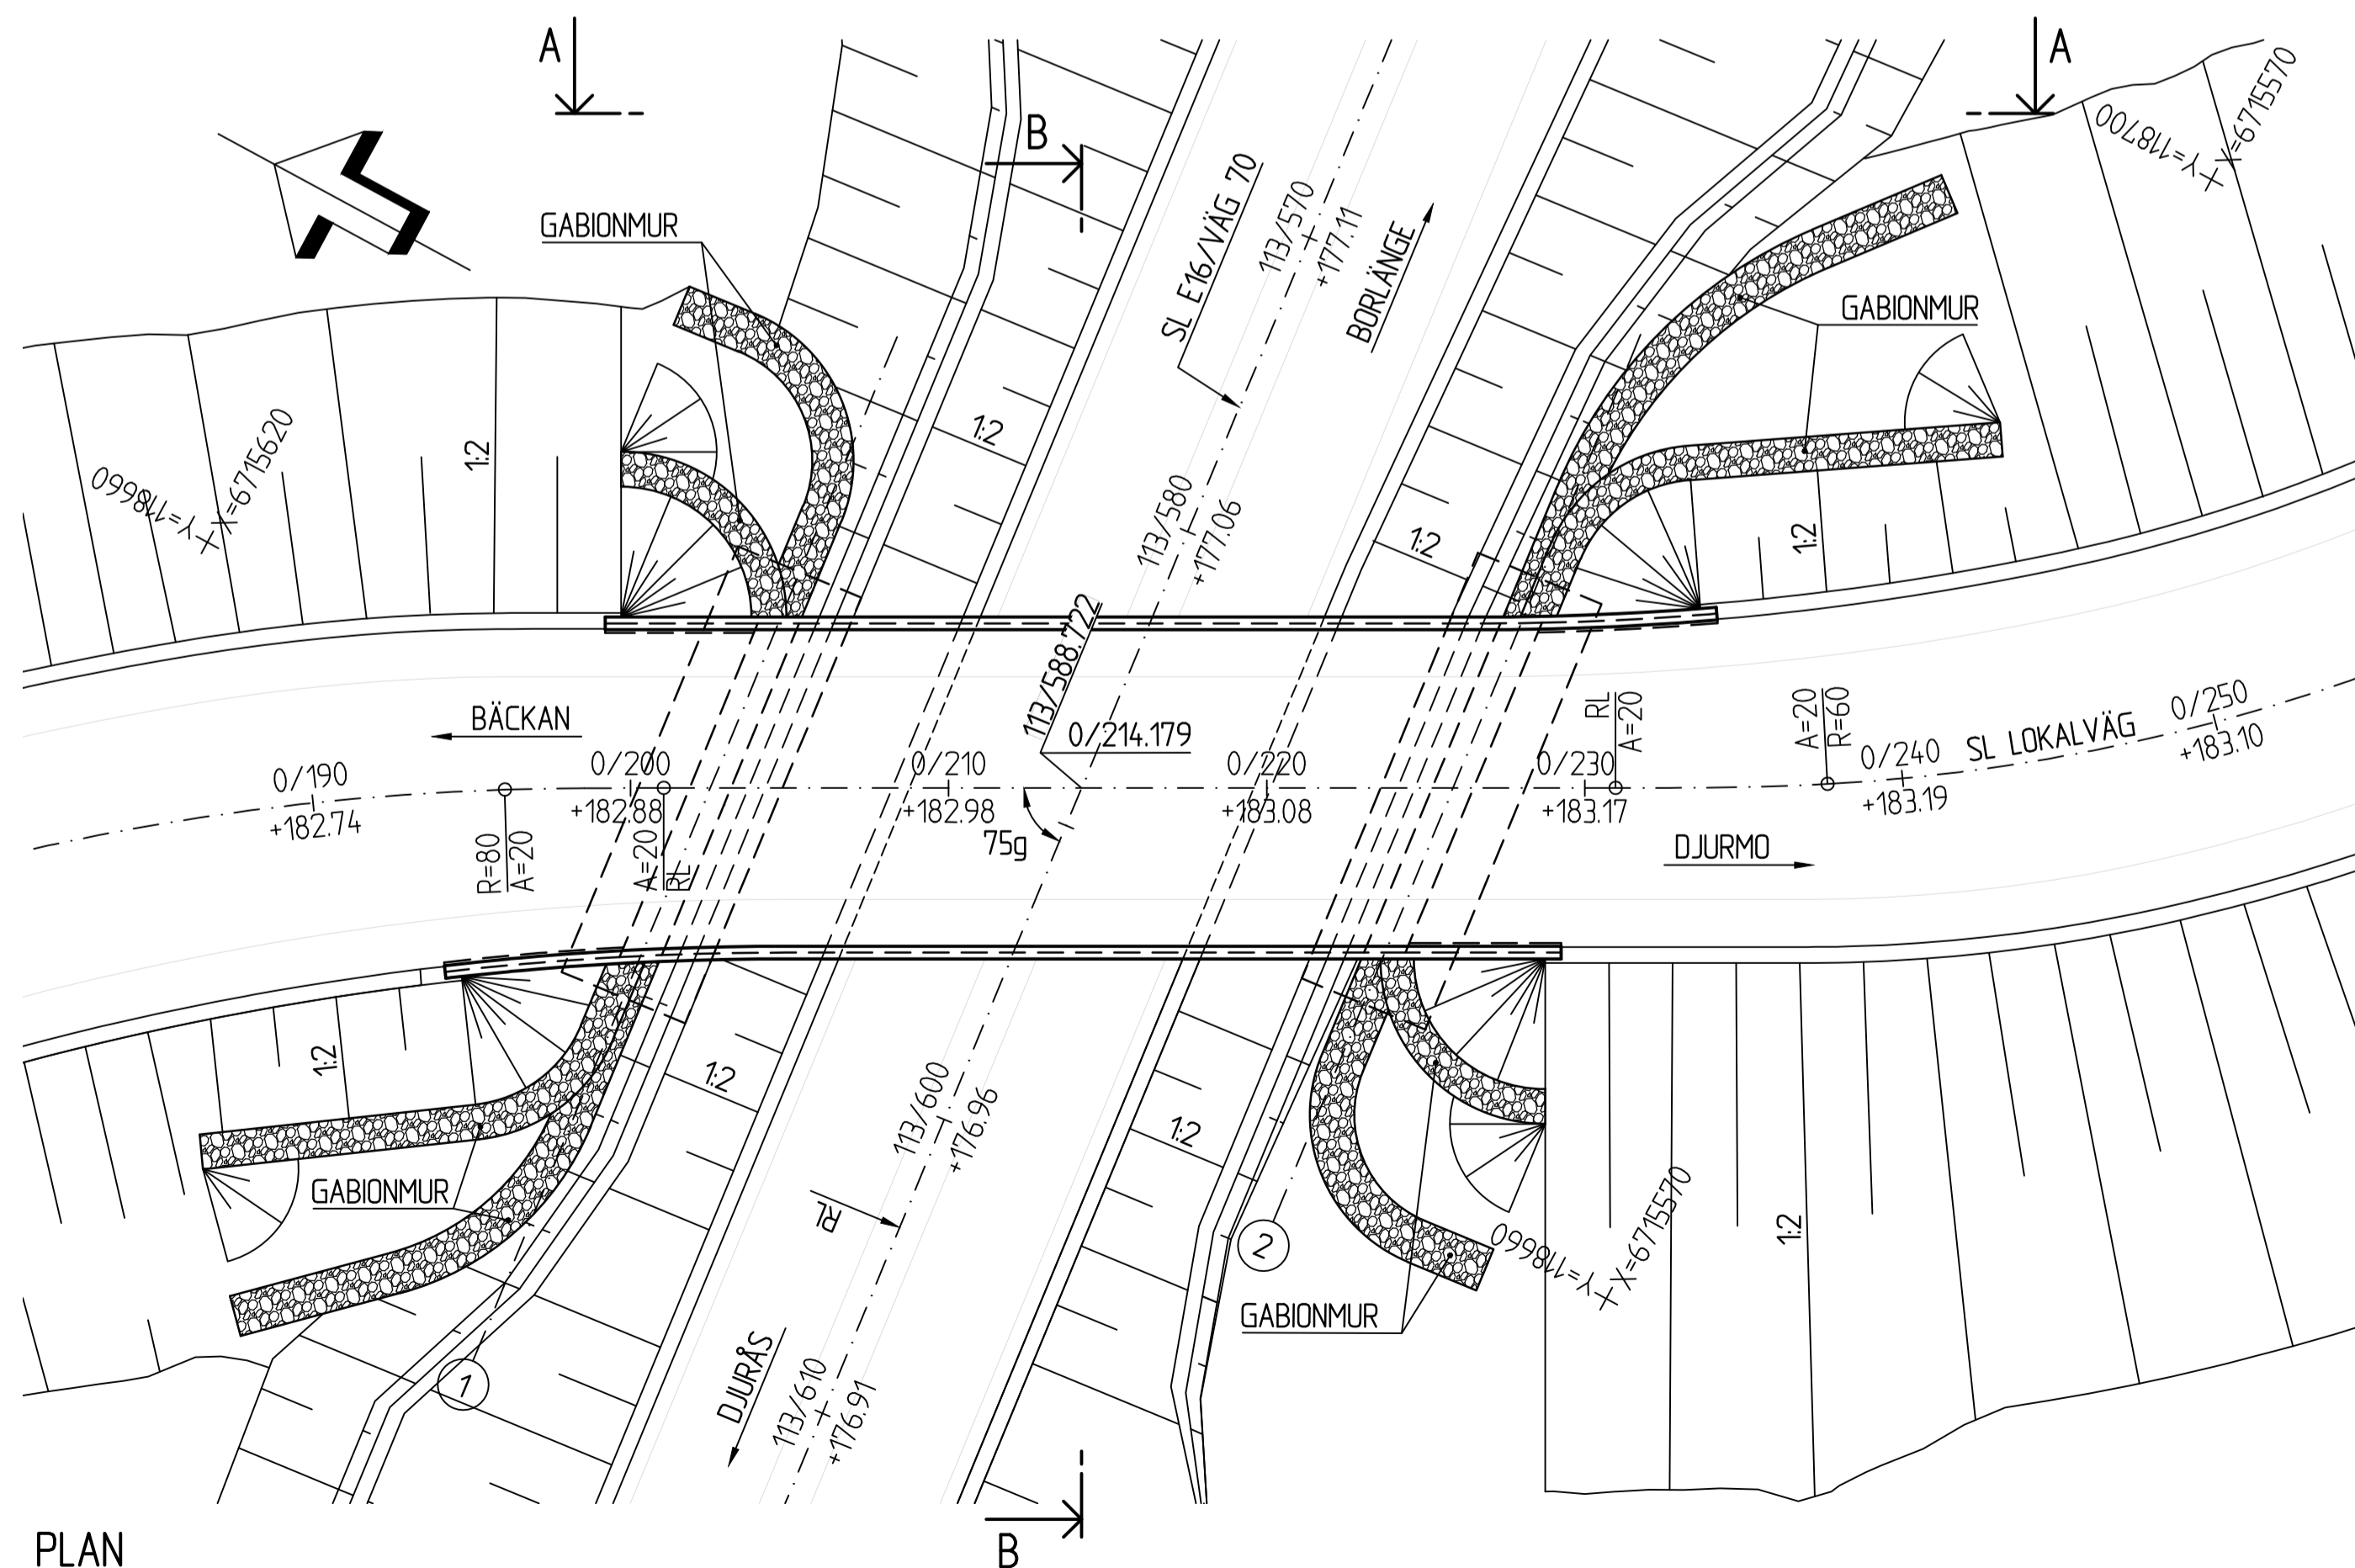 A
A
B
GABIONMUR
SL E16/VÄG 70
113/570
+177.11
BORLÄNGE
Y=118700
X=6715570
GABIONMUR
1:2
1:2
Y=118660
X=6715620
113/580
+177.06
1:2
1:2
113/588.722
0/214.179
BÄCKAN
0/190
+182.74
R=80
A=20
0/200
+182.88
A=20
RL
0/210
+182.98
75g
0/220
+183.08
0/230
+183.17
RL
A=20
A=20
R=60
0/240
+183.19
SL LOKALVÄG
0/250
+183.10
DJURMO
1:2
1:2
113/600
+176.96
1:2
GABIONMUR
RL
2
Y=118660
X=6715570
1:2
GABIONMUR
1
DJURÅS
113/610
+176.91
B
PLAN